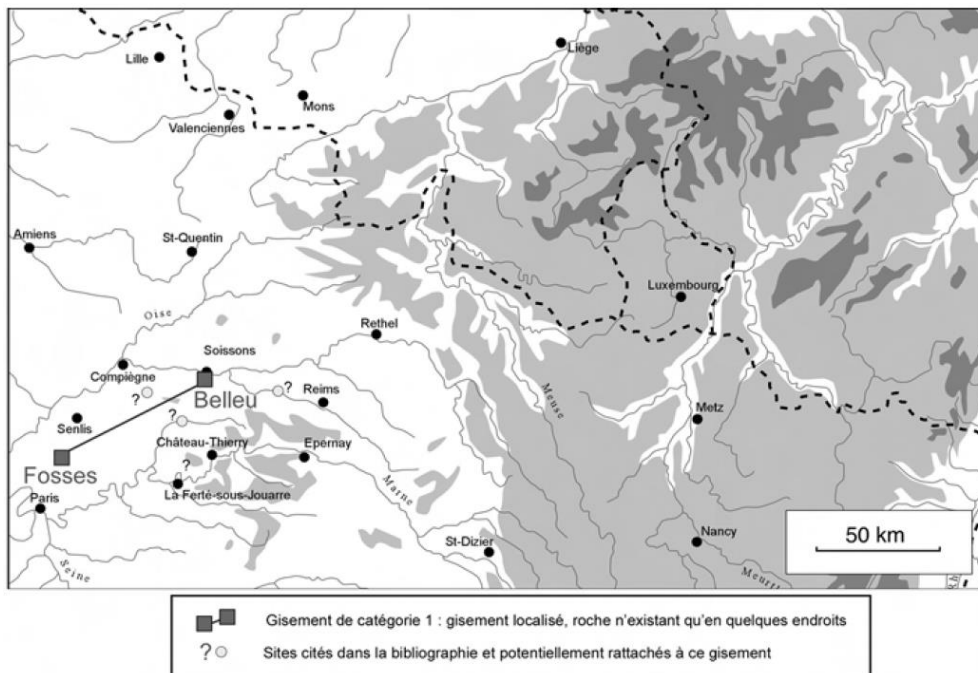 Lille
Liège
Mons
Valenciennes
Amiens
St-Quentin
Luxembourg
Oise
Rethel
Soissons
Compiègne
?
?
Belleu
Reims
Meuse
Metz
Senlis
?
Château-Thierry
Epernay
Fosses
?
La Ferté-sous-Jouarre
Marne
Paris
50 km
St-Dizier
Nancy
Seine
Meurt
Rh
Gisement de catégorie 1 : gisement localisé, roche n'existant qu'en quelques endroits
? Sites cités dans la bibliographie et potentiellement rattachés à ce gisement